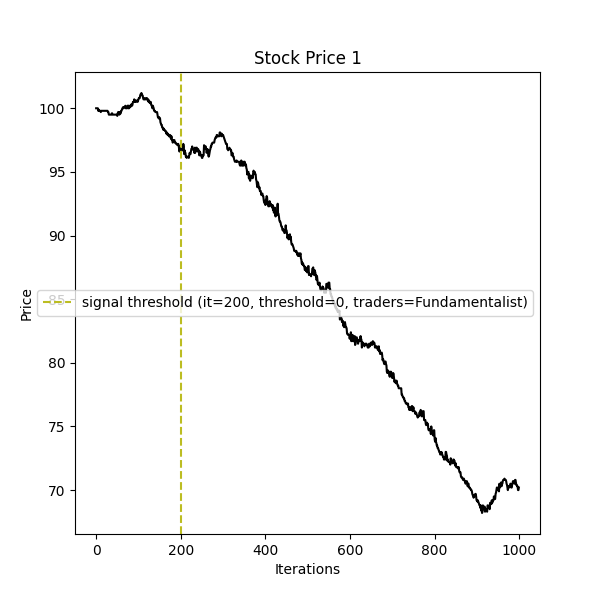 Stock Price 1
100
95
90
85
80
75
70
Price
signal threshold (it=200, threshold=0, traders=Fundamentalist)
0 200 400 600 800 1000
Iterations